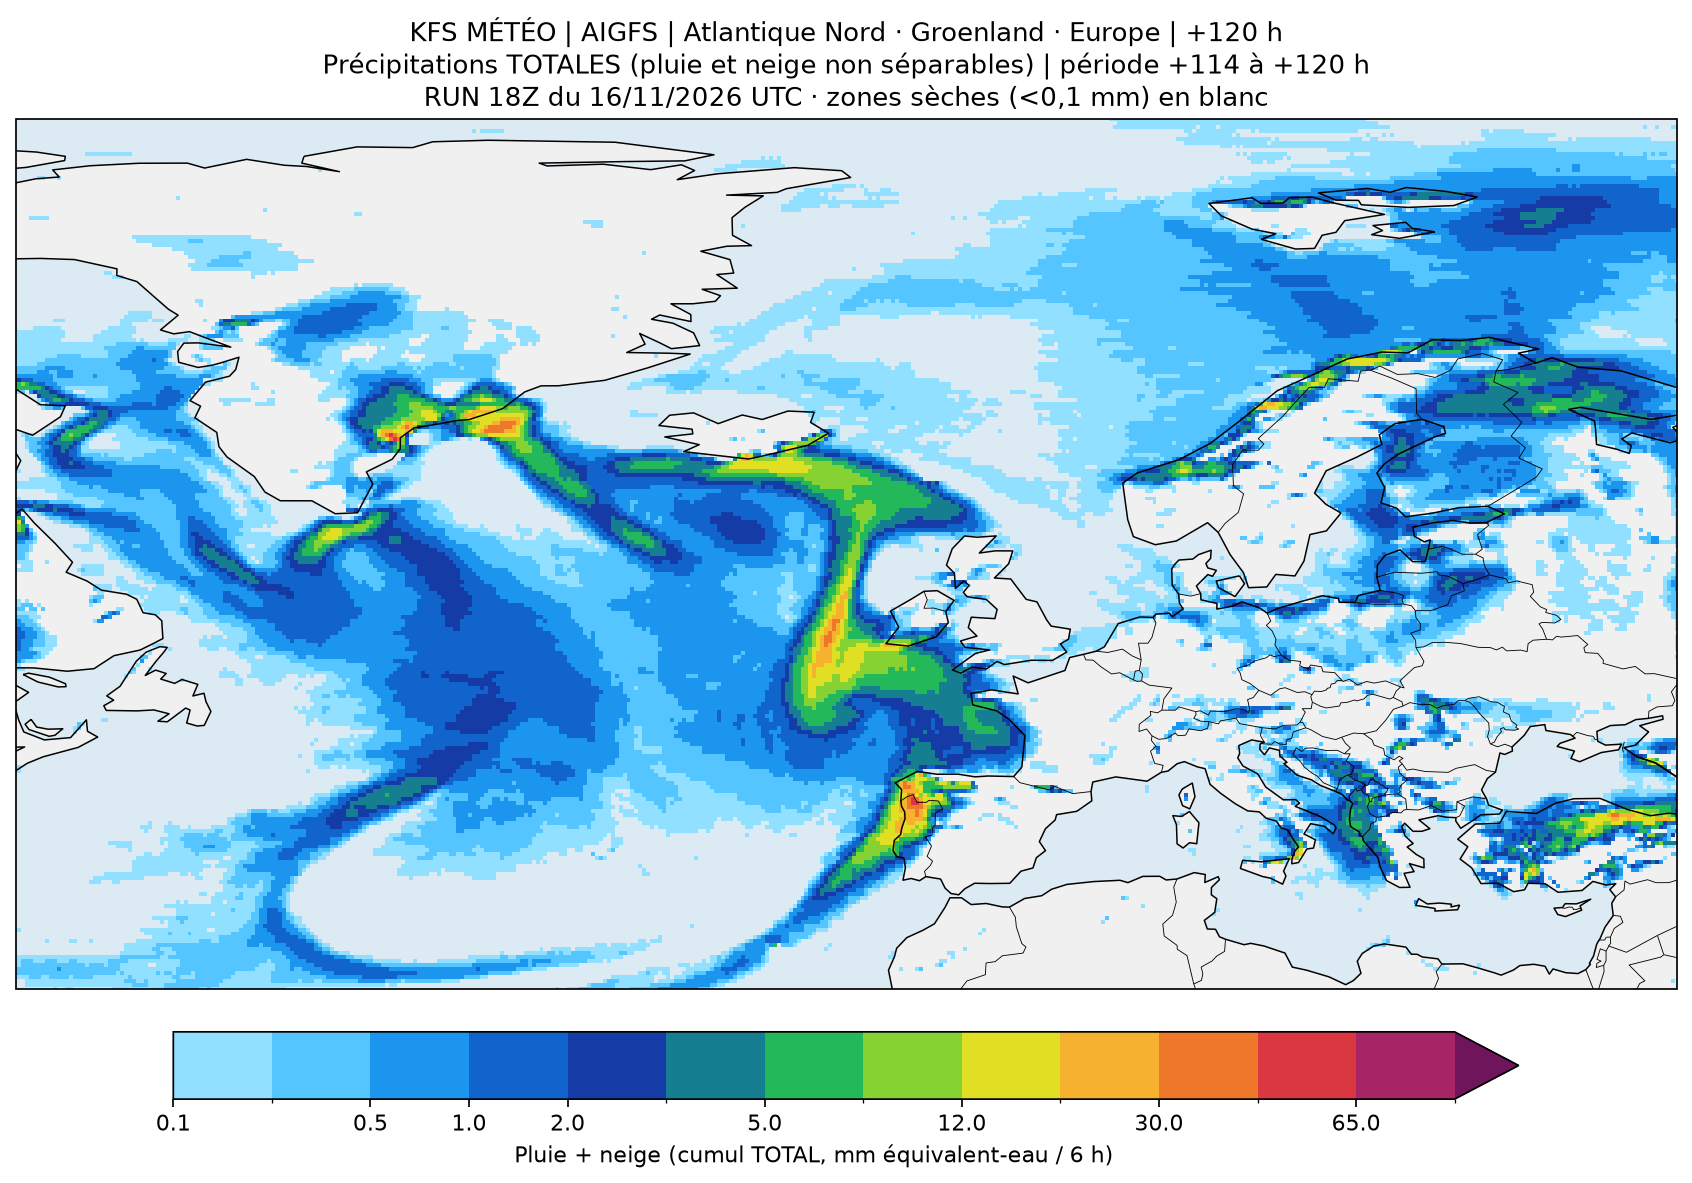 KFS MÉTÉO | AIGFS | Atlantique Nord · Groenland · Europe | +120 h
Précipitations TOTALES (pluie et neige non séparables) | période +114 à +120 h
RUN 18Z du 16/11/2026 UTC · zones sèches (<0,1 mm) en blanc
0.1 0.5 1.0 2.0 5.0 12.0 30.0 65.0
Pluie + neige (cumul TOTAL, mm équivalent-eau / 6 h)